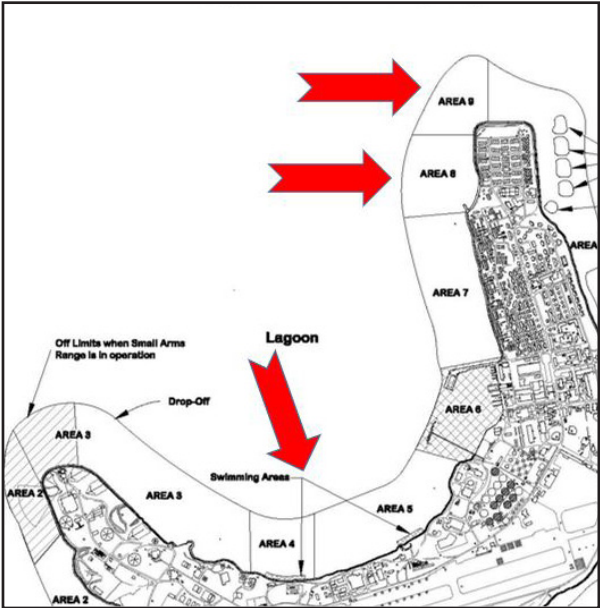 AREA 9
AREA 8
AREA
AREA 7
Lagoon
Off Limits when Small Arms
Range is in operation
Drop-Off
AREA 6
AREA 3
Swimming Areas
AREA 2
AREA 3
AREA 5
AREA 4
AREA 2